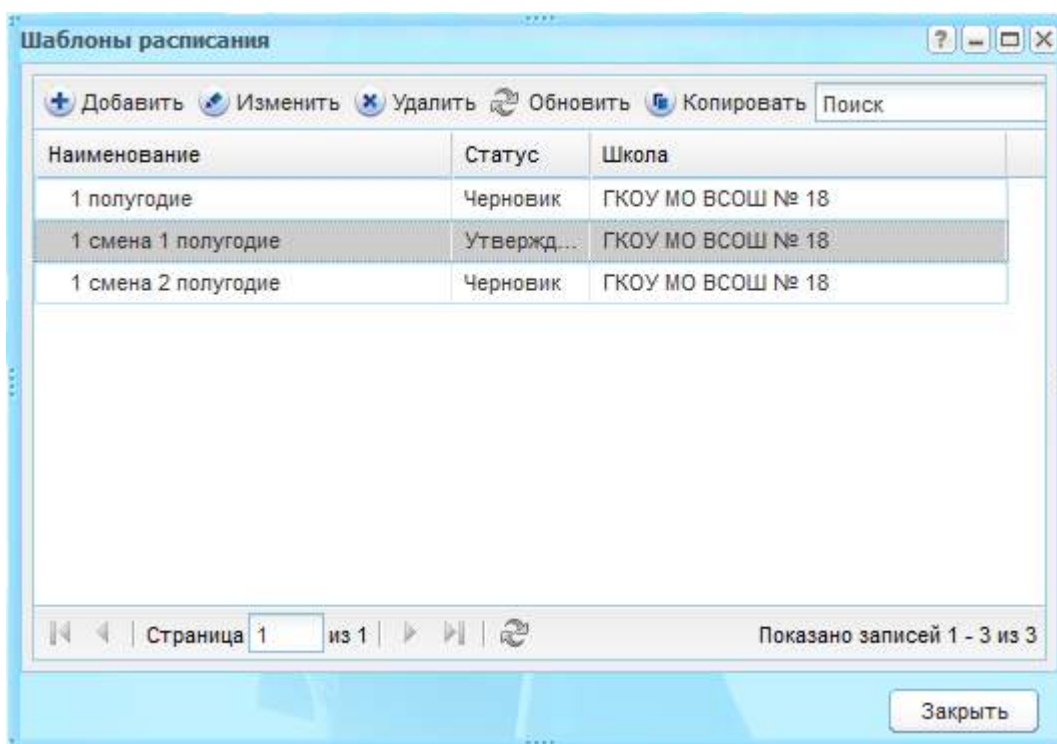 Шаблоны расписания
Добавить Изменить Удалить Обновить Копировать Поиск
Наименование Статус Школа
1 полугодие Черновик ГКОУ МО ВСОШ № 18
1 смена 1 полугодие Утвержд... ГКОУ МО ВСОШ № 18
1 смена 2 полугодие Черновик ГКОУ МО ВСОШ № 18
Страница 1 из 1 Показано записей 1 - 3 из 3
Закрыть